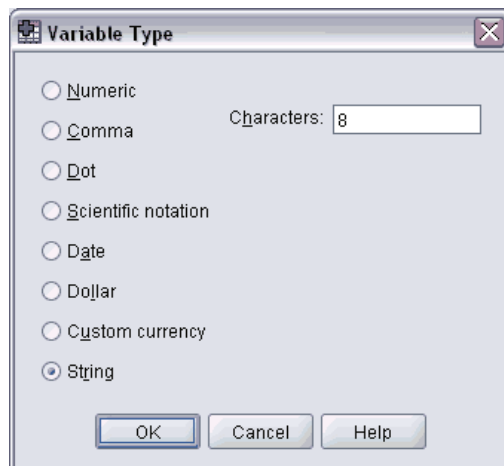 Variable Type
Numeric
Characters: 8
Comma
Dot
Scientific notation
Date
Dollar
Custom currency
String
OK Cancel Help